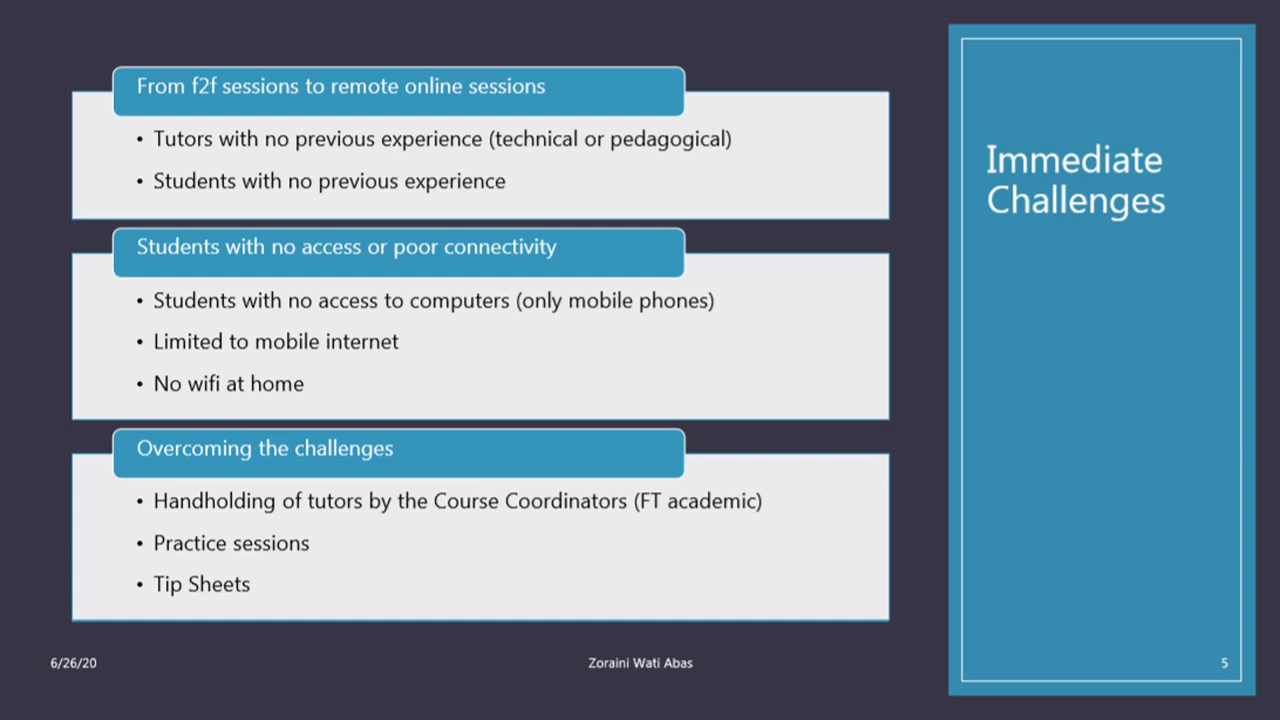 From f2f sessions to remote online sessions
• Tutors with no previous experience (technical or pedagogical)
• Students with no previous experience
Students with no access or poor connectivity
• Students with no access to computers (only mobile phones)
• Limited to mobile internet
• No wifi at home
Overcoming the challenges
• Handholding of tutors by the Course Coordinators (FT academic)
• Practice sessions
• Tip Sheets
Immediate
Challenges
6/26/20
Zoraini Wati Abas
5